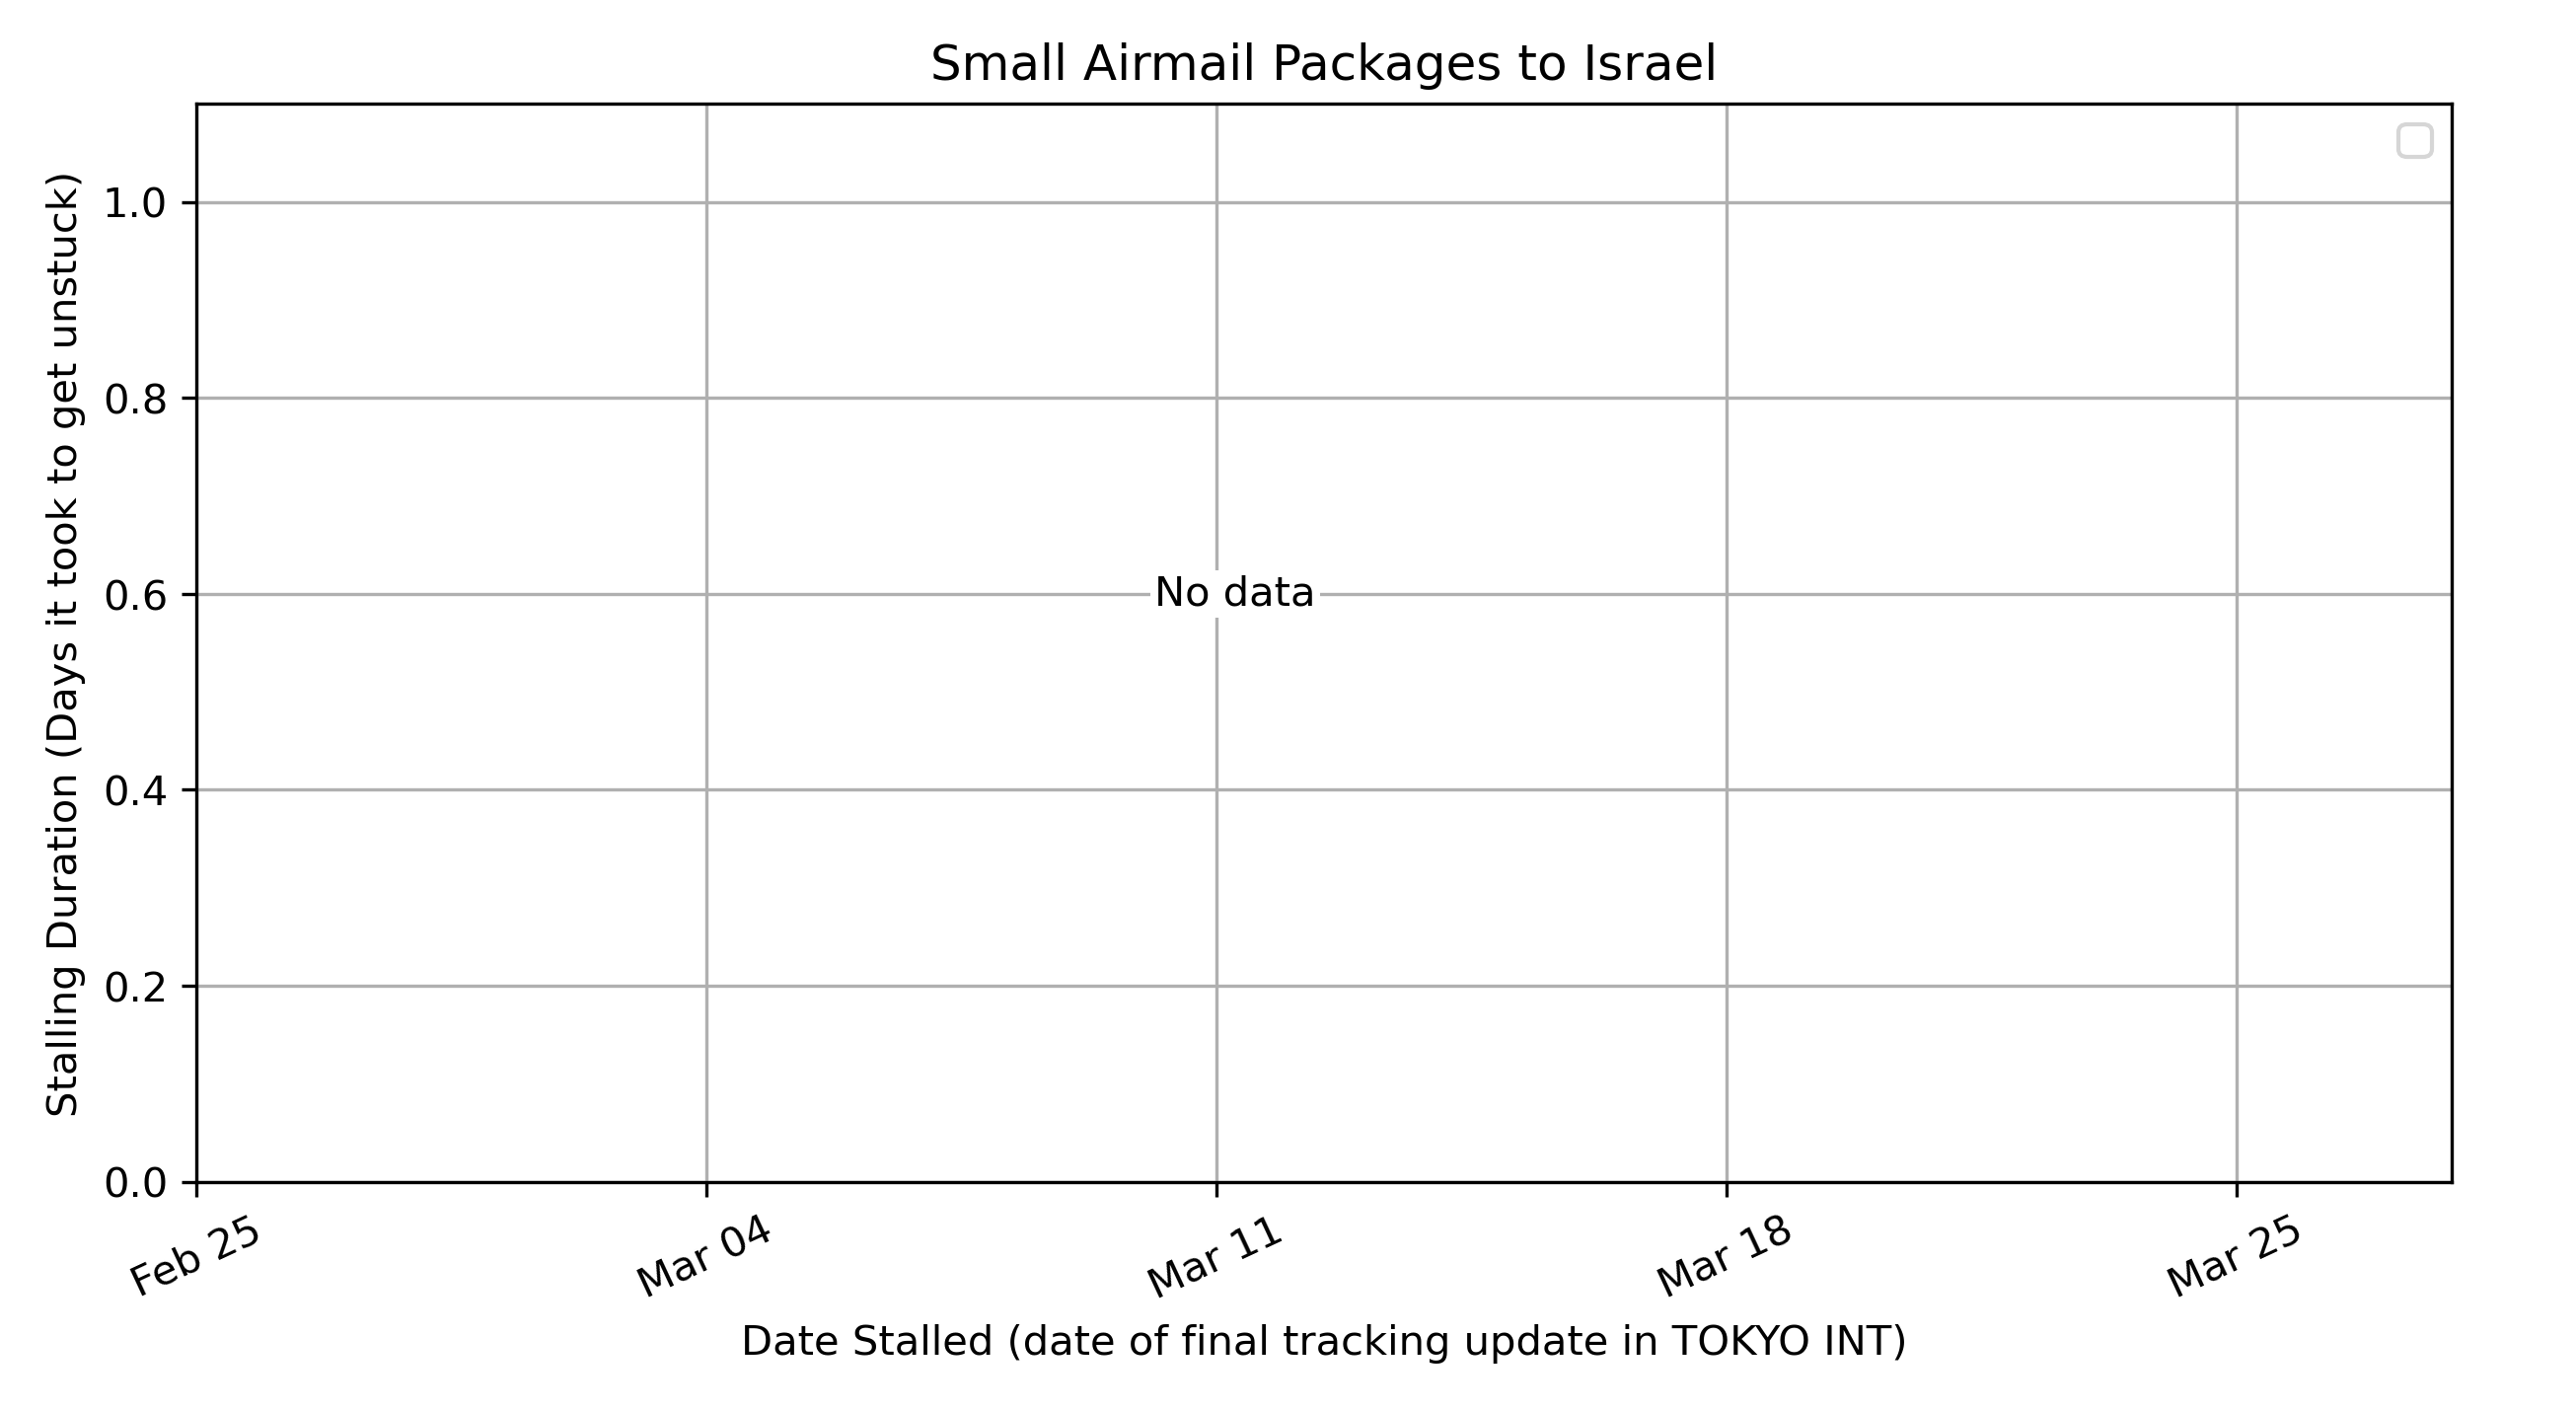 Small Airmail Packages to Israel
Stalling Duration (Days it took to get unstuck)
1.0
0.8
0.6
0.4
0.2
0.0
No data
Feb 25
Mar 04
Mar 11
Mar 18
Mar 25
Date Stalled (date of final tracking update in TOKYO INT)